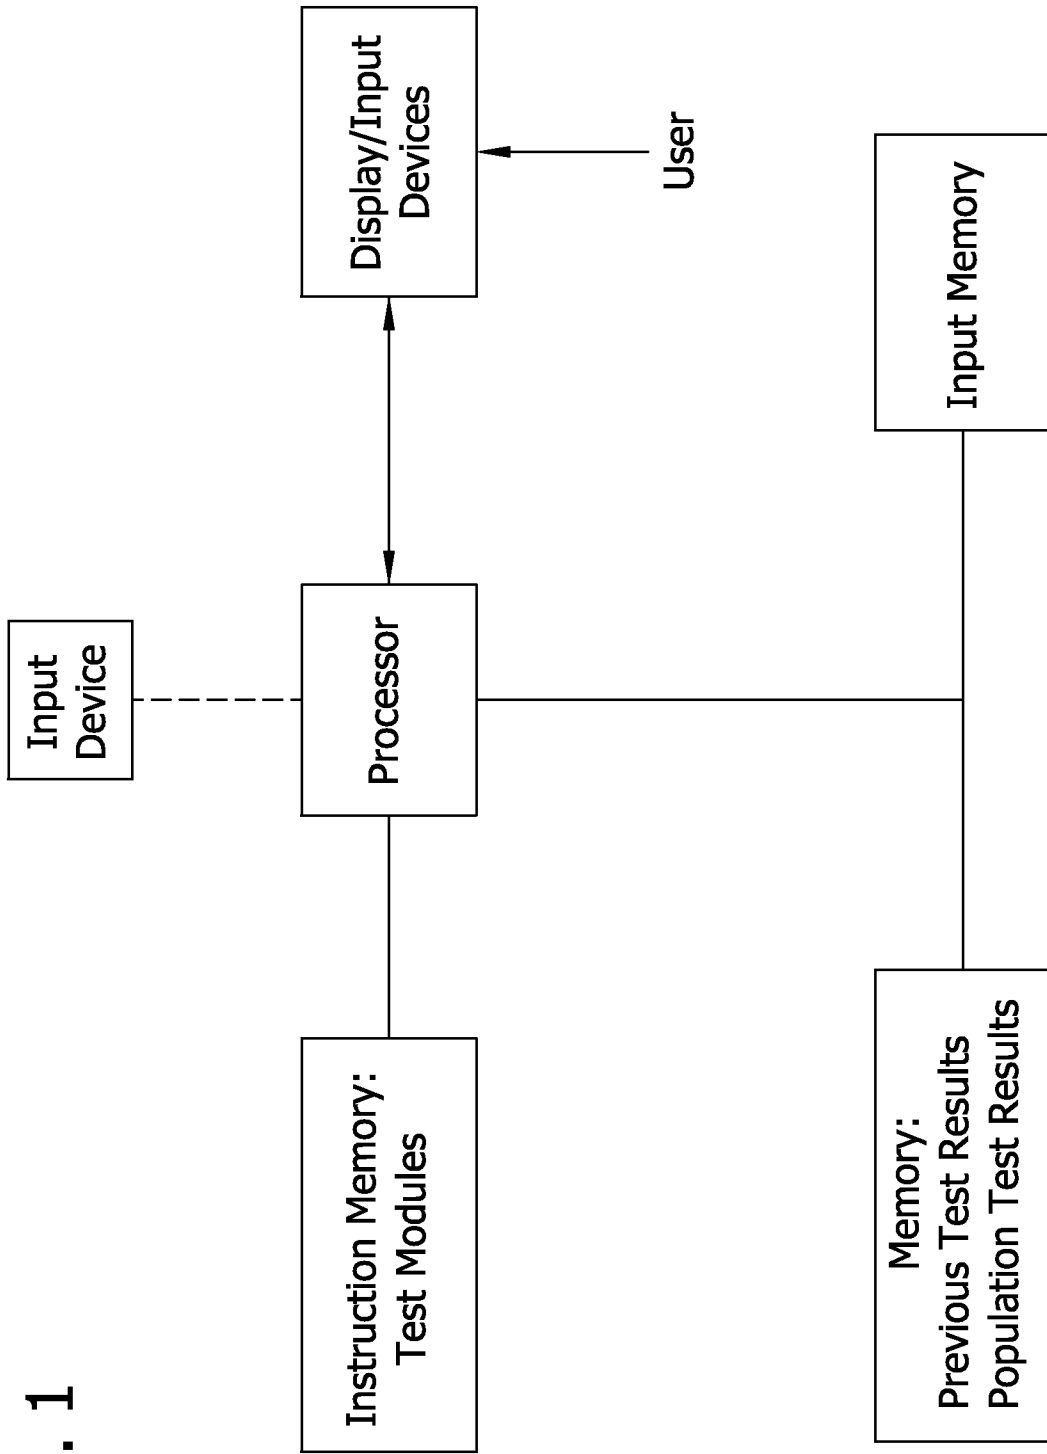 . 1
Input
Device
Instruction Memory:
Test Modules
Processor
Display/Input
Devices
User
Memory:
Previous Test Results
Population Test Results
Input Memory